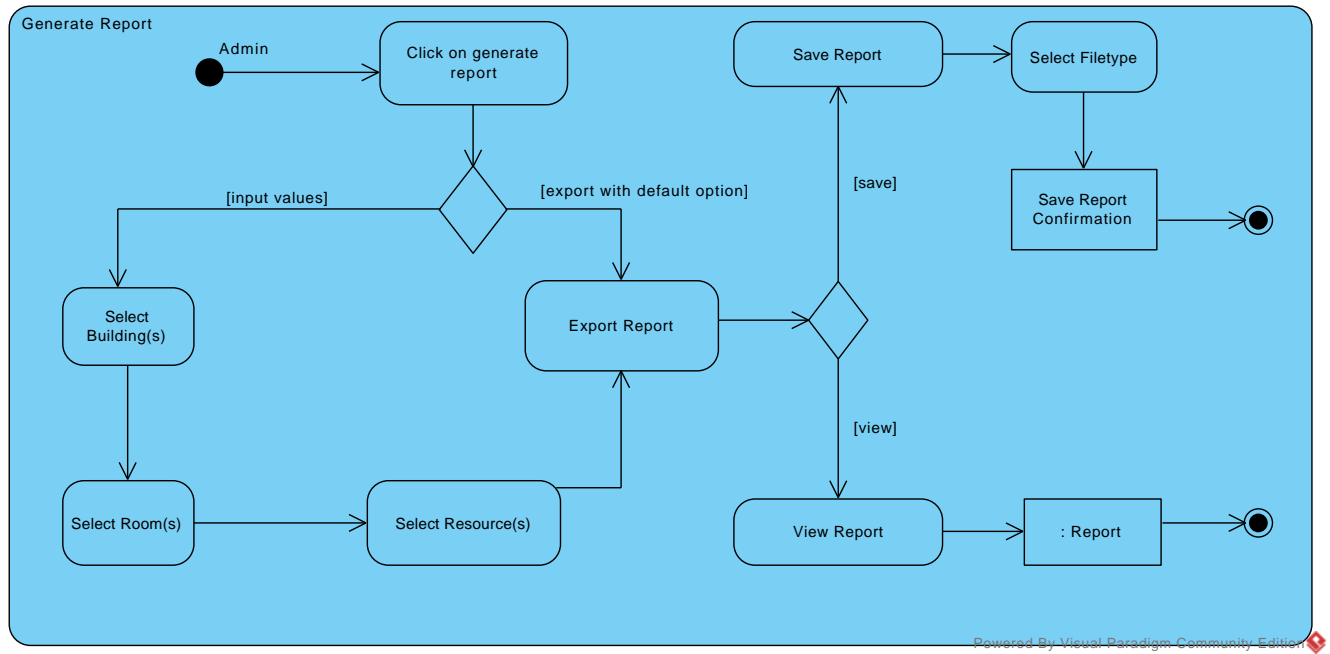 Generate Report
Admin
Click on generate
report
[input values]
[export with default option]
Select
Building(s)
Select Room(s)
Select Resource(s)
Export Report
[save]
Save Report
Select Filetype
Save Report
Confirmation
[view]
View Report
: Report
Powered By Visual Paradigm Community Edition